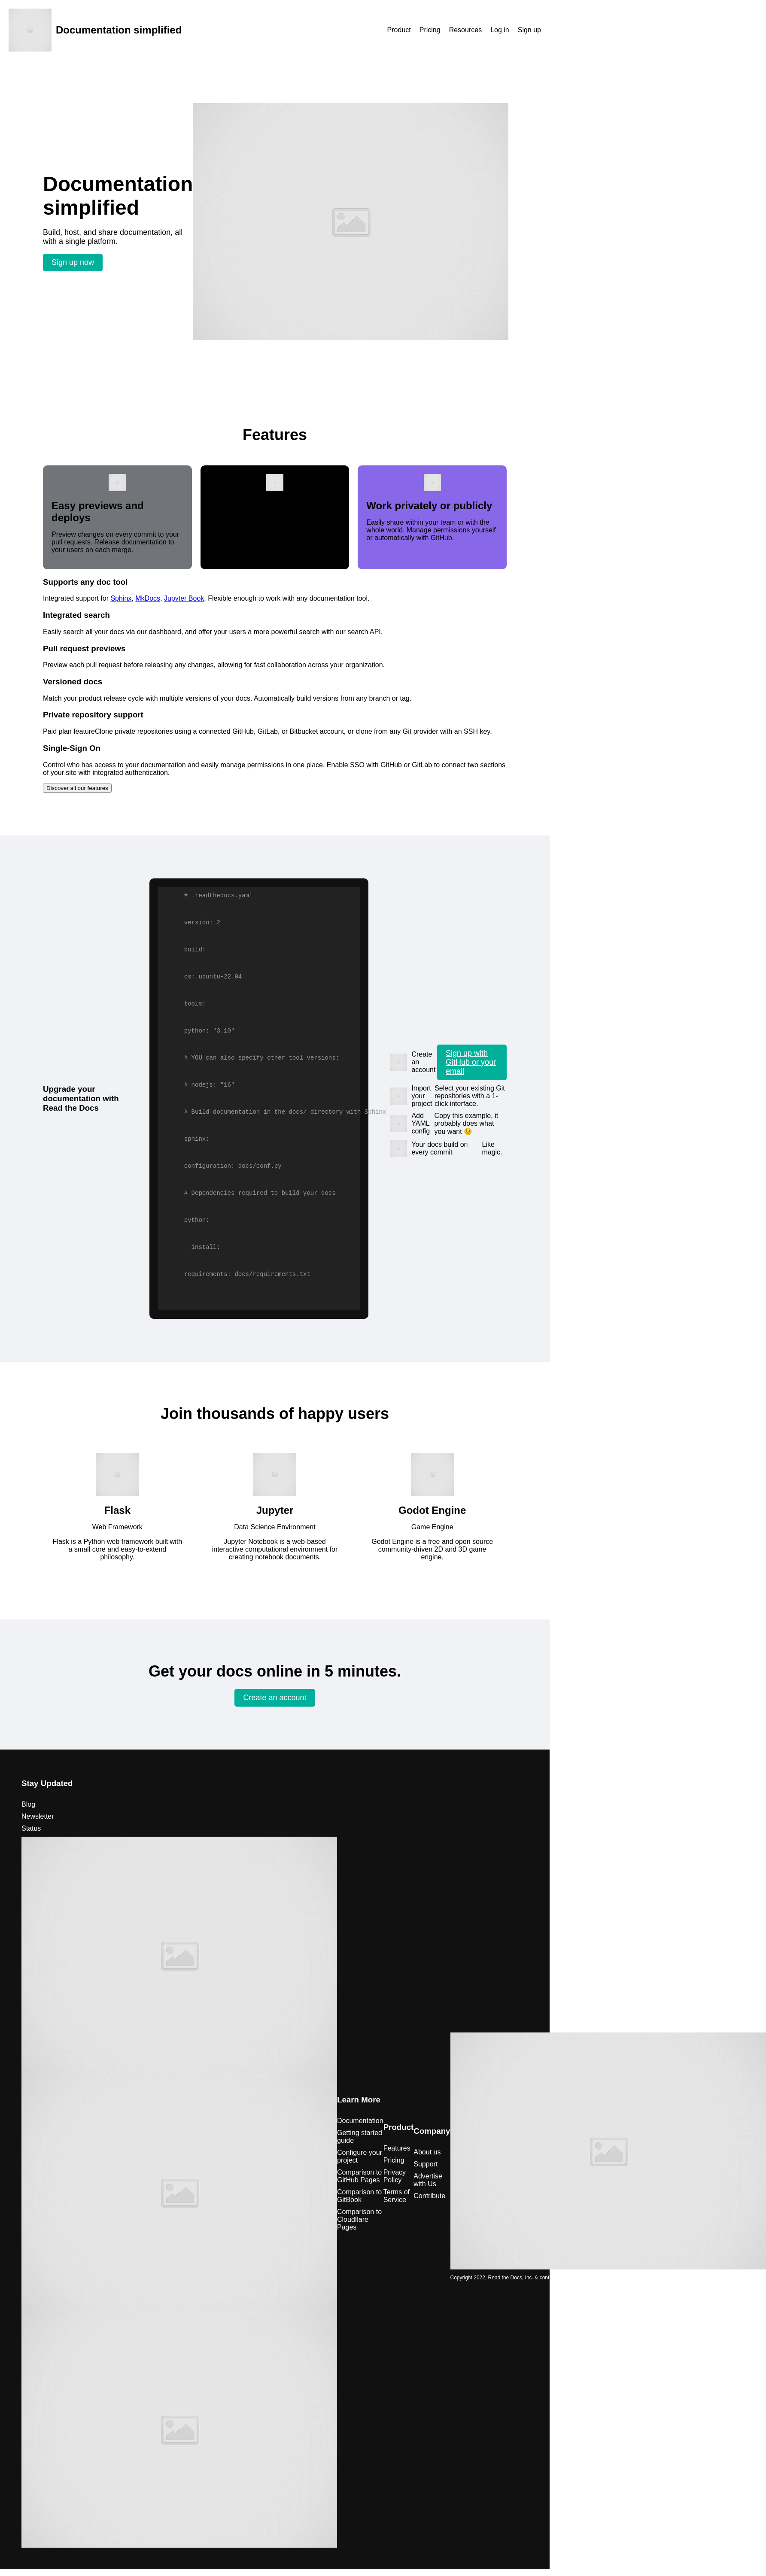 Documentation simplified
Product Pricing Resources Log in Sign up
Documentation
simplified
Build, host, and share documentation, all
with a single platform.
Sign up now
Features
Easy previews and
deploys
Preview changes on every commit to your
pull requests. Release documentation to
your users on each merge.
Work privately or publicly
Easily share within your team or with the
whole world. Manage permissions yourself
or automatically with GitHub.
Supports any doc tool
Integrated support for Sphinx, MkDocs, Jupyter Book. Flexible enough to work with any documentation tool.
Integrated search
Easily search all your docs via our dashboard, and offer your users a more powerful search with our search API.
Pull request previews
Preview each pull request before releasing any changes, allowing for fast collaboration across your organization.
Versioned docs
Match your product release cycle with multiple versions of your docs. Automatically build versions from any branch or tag.
Private repository support
Paid plan featureClone private repositories using a connected GitHub, GitLab, or Bitbucket account, or clone from any Git provider with an SSH key.
Single-Sign On
Control who has access to your documentation and easily manage permissions in one place. Enable SSO with GitHub or GitLab to connect two sections
of your site with integrated authentication.
Discover all our features
Upgrade your
documentation with
Read the Docs
# .readthedocs.yaml
version: 2
build:
os: ubuntu-22.04
tools:
python: "3.10"
# YOU can also specify other tool versions:
# nodejs: "16"
# Build documentation in the docs/ directory with Sphinx
sphinx:
configuration: docs/conf.py
# Dependencies required to build your docs
python:
- install:
requirements: docs/requirements.txt
Create
an
account
Sign up with
GitHub or your
email
Import
your
project
Select your existing Git
repositories with a 1-
click interface.
Add
YAML
config
Copy this example, it
probably does what
you want 😉
Your docs build on
every commit
Like
magic.
Join thousands of happy users
Flask
Web Framework
Flask is a Python web framework built with
a small core and easy-to-extend
philosophy.
Jupyter
Data Science Environment
Jupyter Notebook is a web-based
interactive computational environment for
creating notebook documents.
Godot Engine
Game Engine
Godot Engine is a free and open source
community-driven 2D and 3D game
engine.
Get your docs online in 5 minutes.
Create an account
Stay Updated
Blog
Newsletter
Status
Learn More
Documentation
Getting started
guide
Configure your
project
Comparison to
GitHub Pages
Comparison to
GitBook
Comparison to
Cloudflare
Pages
Product
Features
Pricing
Privacy
Policy
Terms of
Service
Company
About us
Support
Advertise
with Us
Contribute
Copyright 2022, Read the Docs, Inc. & cont